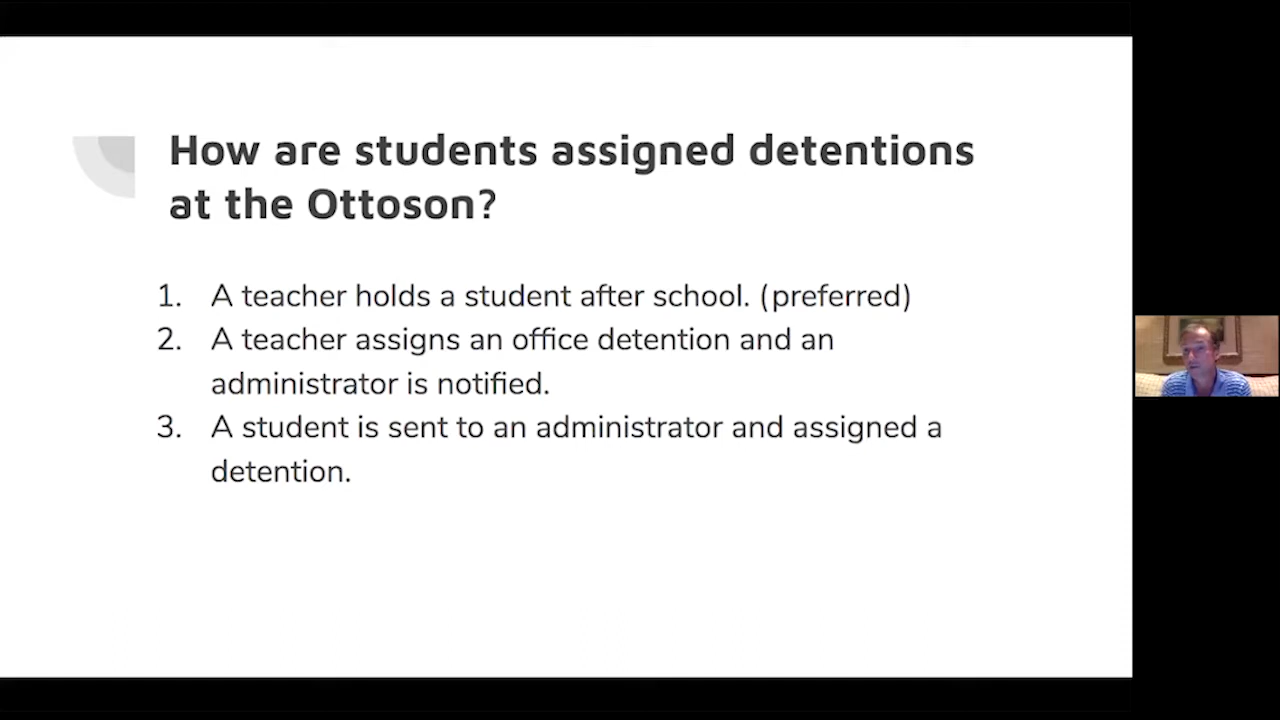 How are students assigned detentions
at the Ottoson?
1. A teacher holds a student after school. (preferred)
2. A teacher assigns an office detention and an
administrator is notified.
3. A student is sent to an administrator and assigned a
detention.